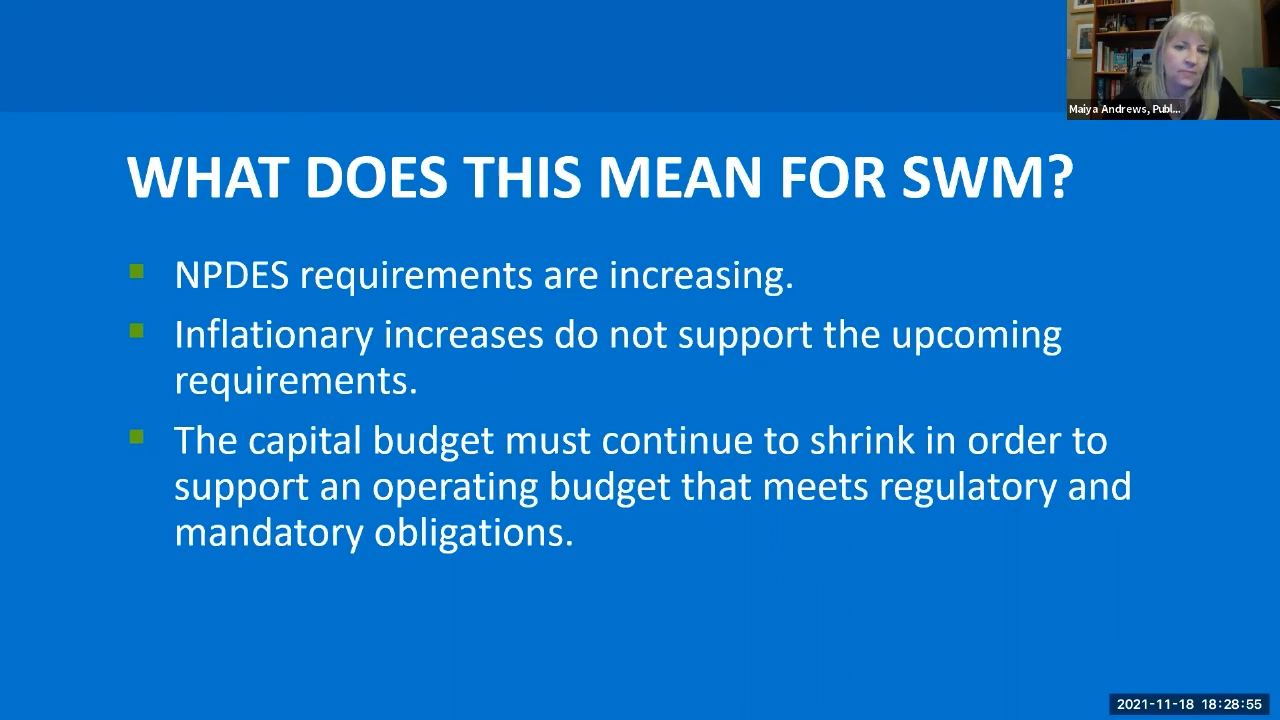 Maiya Andrews, Publ...
WHAT DOES THIS MEAN FOR SWM?
NPDES requirements are increasing.
Inflationary increases do not support the upcoming
requirements.
The capital budget must continue to shrink in order to
support an operating budget that meets regulatory and
mandatory obligations.
2021-11-18 18:28:55